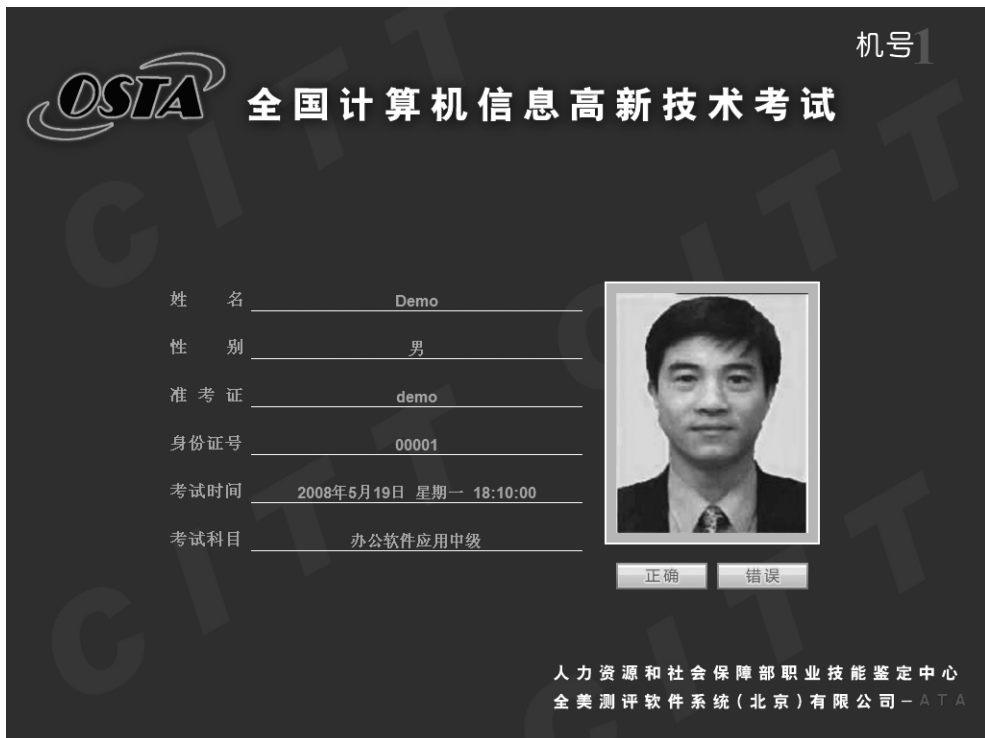 机号1
OSTA 全国计算机信息高新技术考试
姓 名 Demo
性 别 男
准考证 demo
身份证号 00001
考试时间 2008年5月19日 星期一 18:10:00
考试科目 办公软件应用中级
正确 错误
人力资源和社会保障部职业技能鉴定中心
全美测评软件系统(北京)有限公司-ATA
CITT
CITT
CITT
CITT